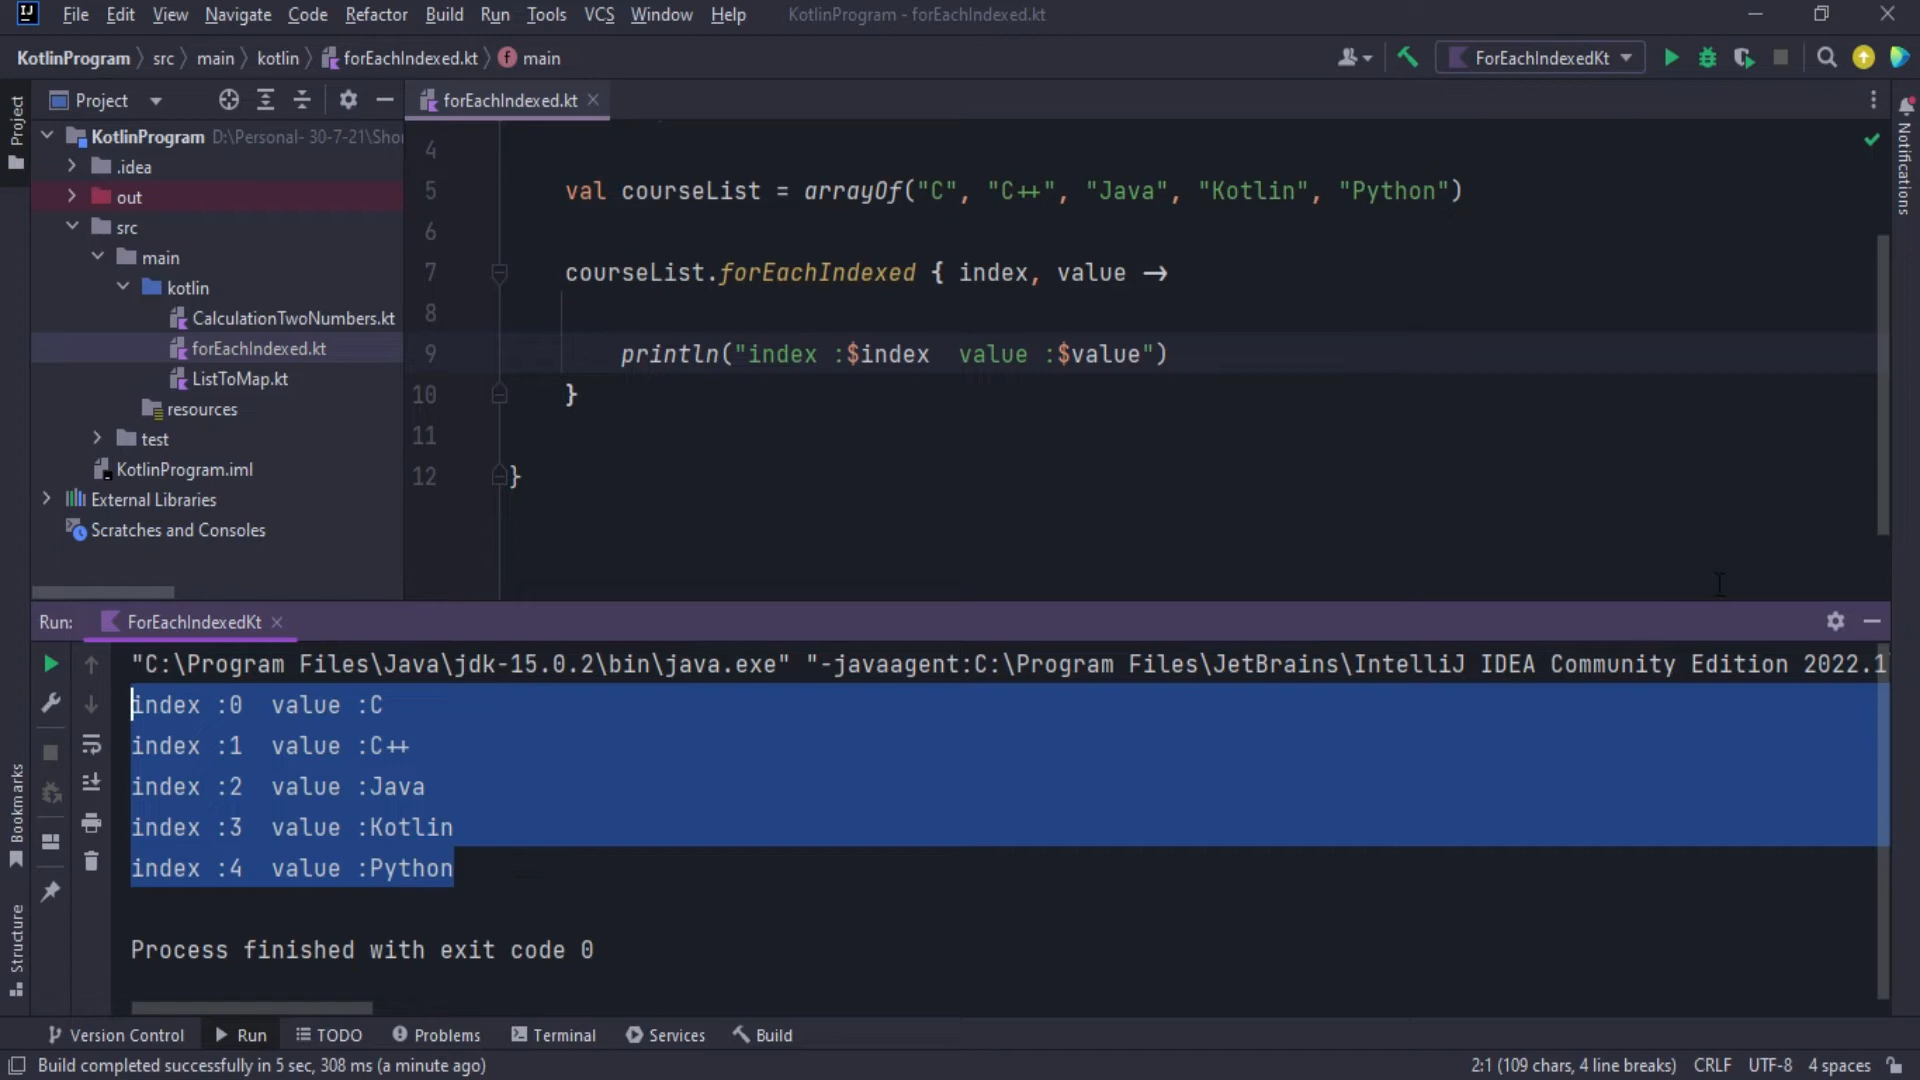 IJ File Edit View Navigate Code Refactor Build Run Tools VCS Window Help KotlinProgram - forEachIndexed.kt
KotlinProgram src main kotlin forEachIndexed.kt f main ForEachIndexedKt
Project
Notifications
Bookmarks
Structure
Project
KotlinProgram D:\Personal- 30-7-21\Sho
.idea
out
src
main
kotlin
CalculationTwoNumbers.kt
forEachIndexed.kt
ListToMap.kt
resources
test
KotlinProgram.iml
External Libraries
Scratches and Consoles
forEachIndexed.kt
4
5 val courseList = arrayOf("C", "C++", "Java", "Kotlin", "Python")
6
7 courseList.forEachIndexed { index, value ->
8
9 println("index :$index  value :$value")
10 }
11
12 }
Run: ForEachIndexedKt
"C:\Program Files\Java\jdk-15.0.2\bin\java.exe" "-javaagent:C:\Program Files\JetBrains\IntelliJ IDEA Community Edition 2022.1
index :0  value :C
index :1  value :C++
index :2  value :Java
index :3  value :Kotlin
index :4  value :Python
Process finished with exit code 0
Version Control Run TODO Problems Terminal Services Build
Build completed successfully in 5 sec, 308 ms (a minute ago) 2:1 (109 chars, 4 line breaks) CRLF UTF-8 4 spaces